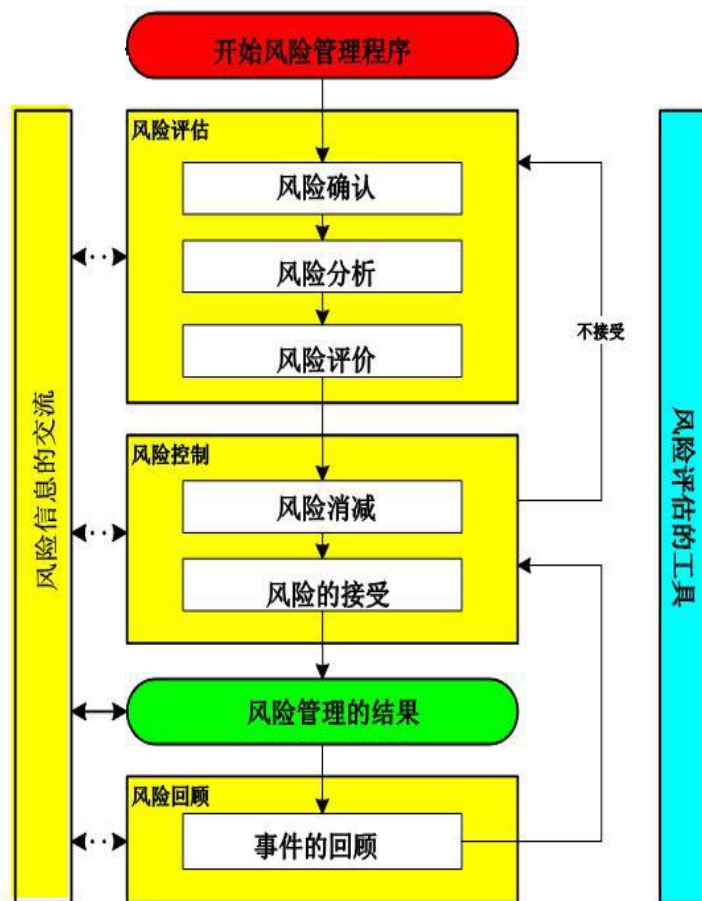 开始风险管理程序
风险评估
风险确认
风险分析
风险评价
不接受
风险控制
风险消减
风险的接受
风险管理的结果
风险回顾
事件的回顾
风险信息的交流
风险评估的工具